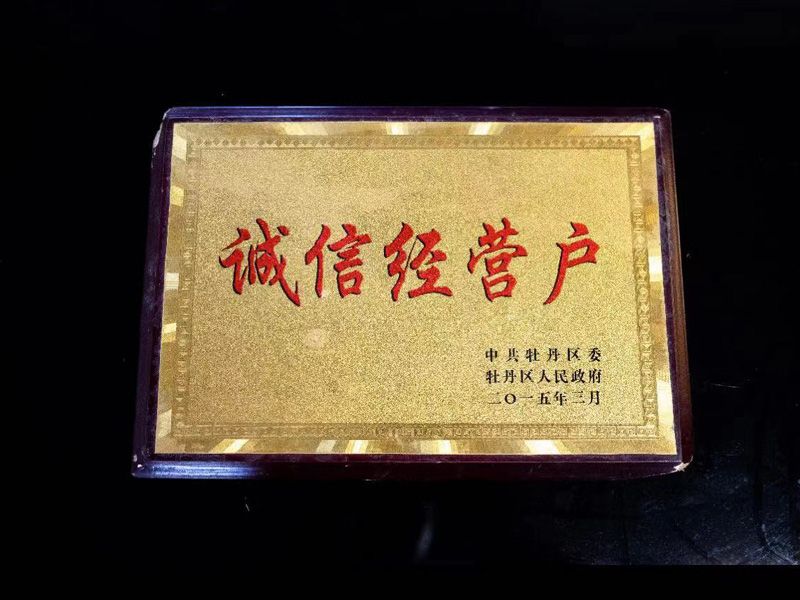 诚信经营户
中共牡丹区委
牡丹区人民政府
二〇一五年三月